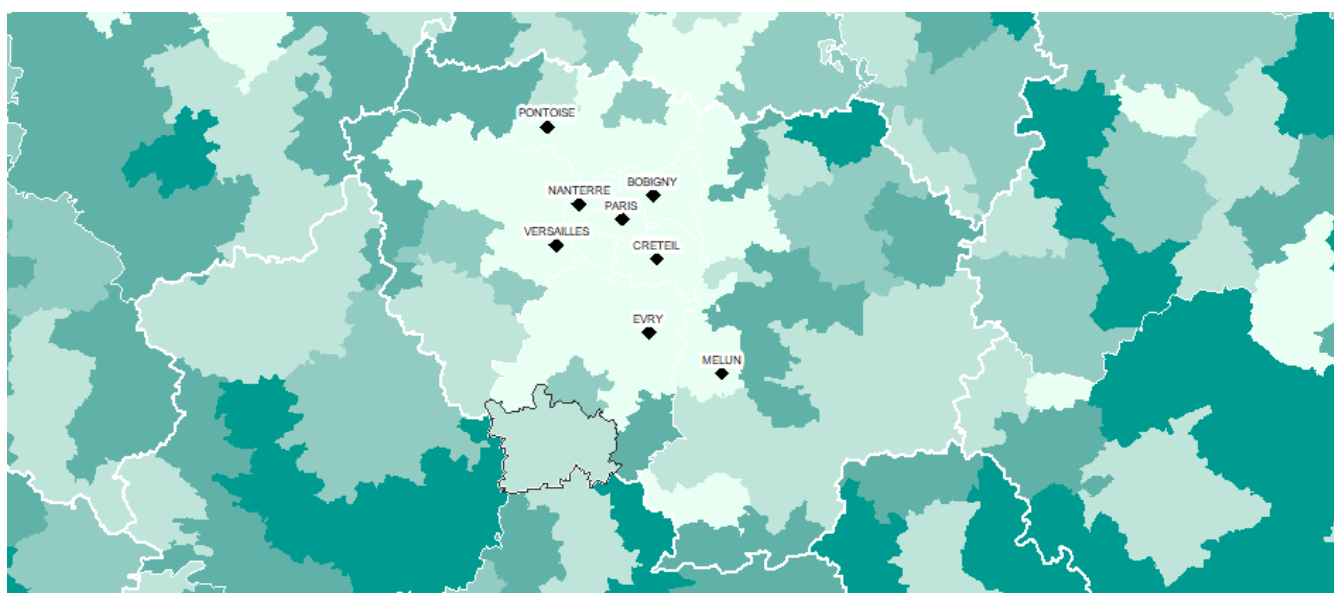 PONTOISE
BOBIGNY
NANTERRE
PARIS
VERSAILLES
CRETEIL
EVRY
MELUN